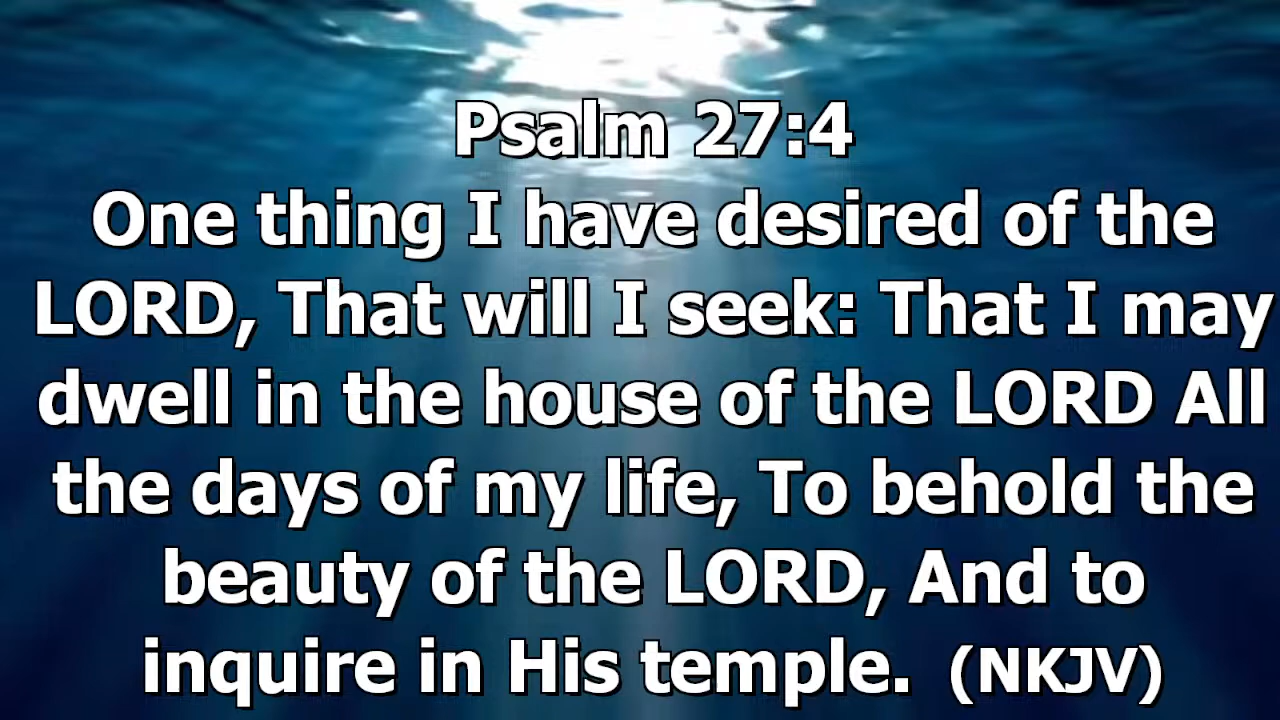 Psalm 27:4
One thing I have desired of the
LORD, That will I seek: That I may
dwell in the house of the LORD All
the days of my life, To behold the
beauty of the LORD, And to
inquire in His temple. (NKJV)